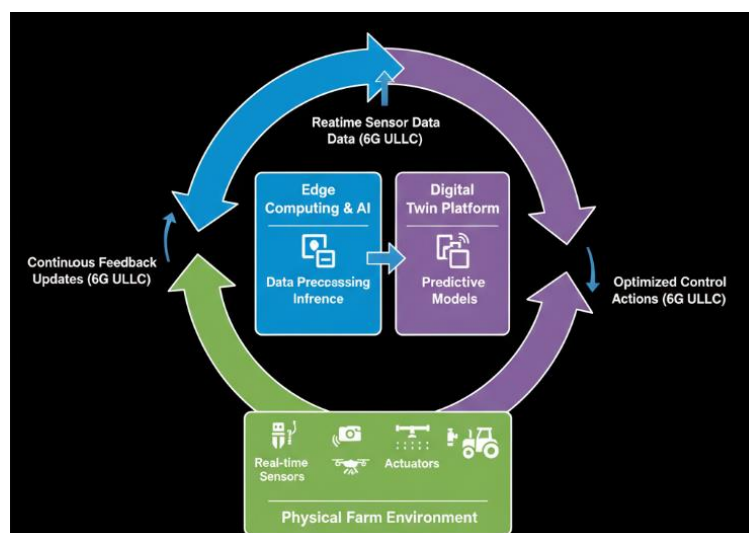 Reatime Sensor Data
Data (6G ULLC)
Edge
Computing & AI
Data Preccessing
Infrence
Digital
Twin Platform
Predictive
Models
Continuous Feedback
Updates (6G ULLC)
Optimized Control
Actions (6G ULLC)
Real-time
Sensors
Actuators
Physical Farm Environment